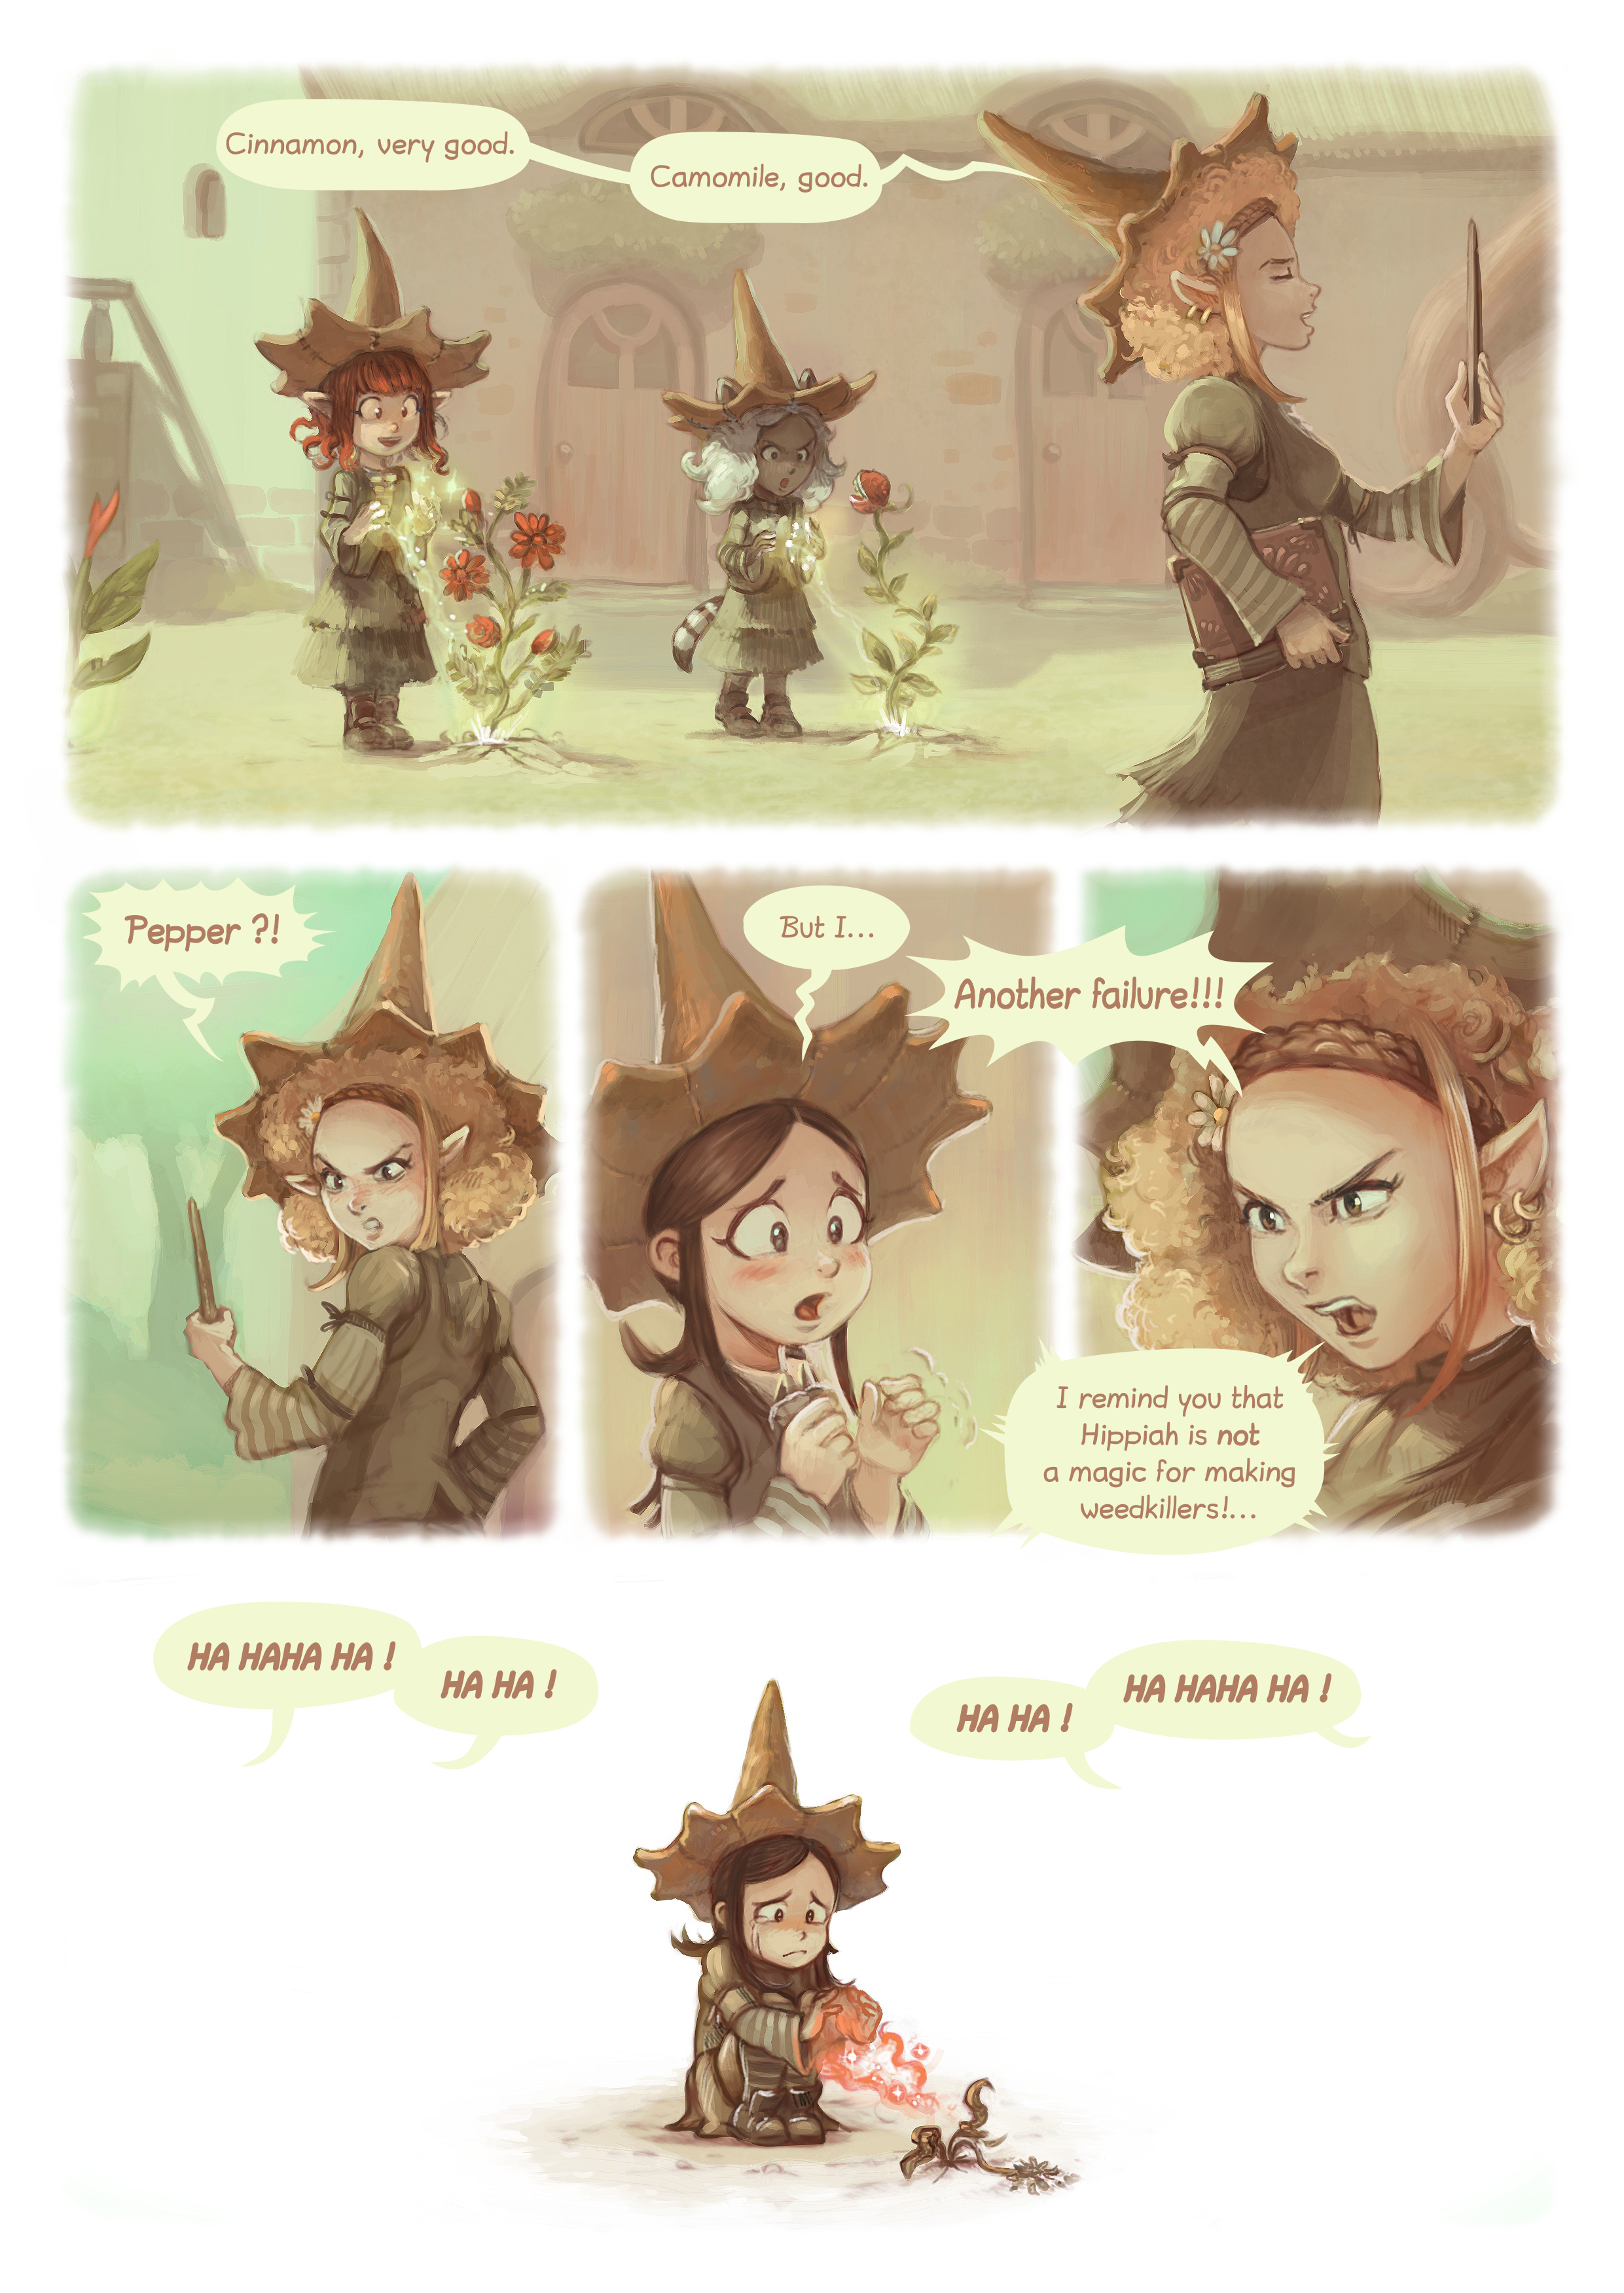 Cinnamon, very good.
Camomile, good.
Pepper ?!
But I...
Another failure!!!
I remind you that
Hippiah is not
a magic for making
weedkillers!...
HA HAHA HA !
HA HA !
HA HA !
HA HAHA HA !